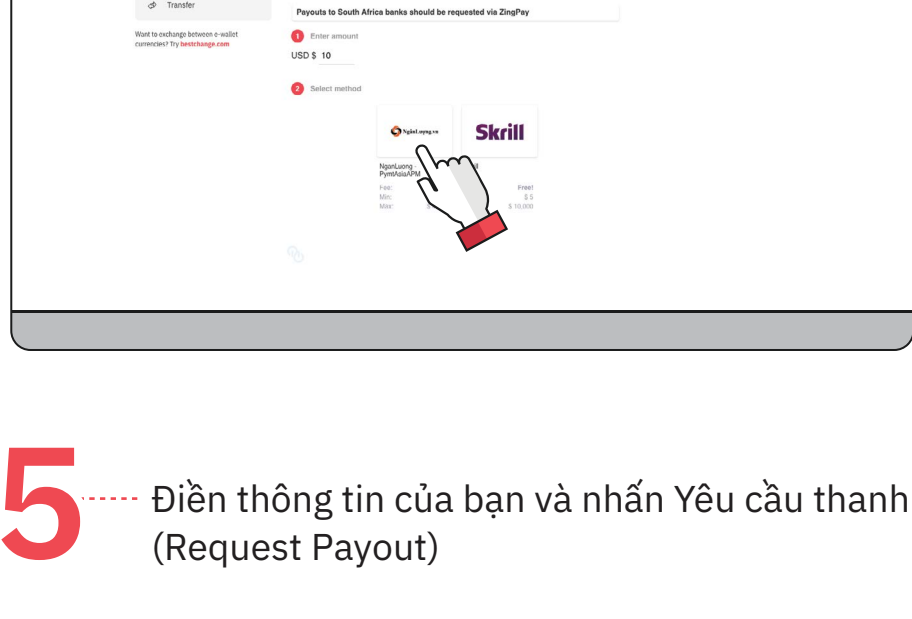 Transfer
Payouts to South Africa banks should be requested via ZingPay
Want to exchange between e-wallet
currencies? Try bestchange.com
1 Enter amount
USD $ 10
2 Select method
NgânLượng.vn
Skrill
NganLuong -
PymtAsiaAPM
Fee: Free!
Min: $ 5
Max: $ 10,000
5
Điền thông tin của bạn và nhấn Yêu cầu thanh
(Request Payout)